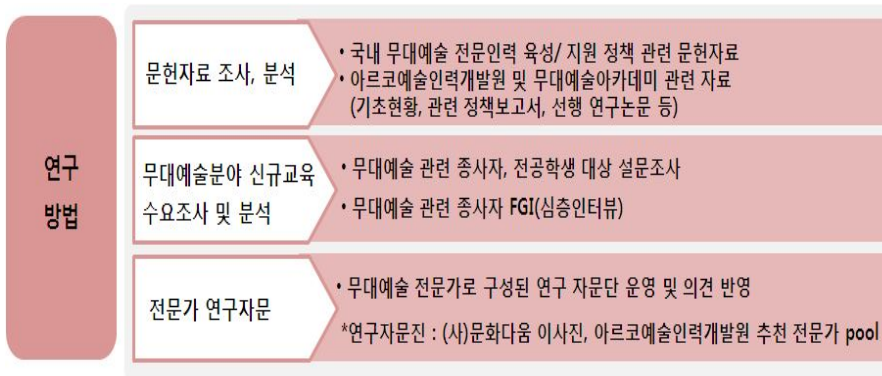 연구
방법
문헌자료 조사, 분석
• 국내 무대예술 전문인력 육성/ 지원 정책 관련 문헌자료
• 아르코예술인력개발원 및 무대예술아카데미 관련 자료
(기초현황, 관련 정책보고서, 선행 연구논문 등)
무대예술분야 신규교육
수요조사 및 분석
• 무대예술 관련 종사자, 전공학생 대상 설문조사
• 무대예술 관련 종사자 FGI(심층인터뷰)
전문가 연구자문
• 무대예술 전문가로 구성된 연구 자문단 운영 및 의견 반영
*연구자문진 : (사)문화다움 이사진, 아르코예술인력개발원 추천 전문가 pool